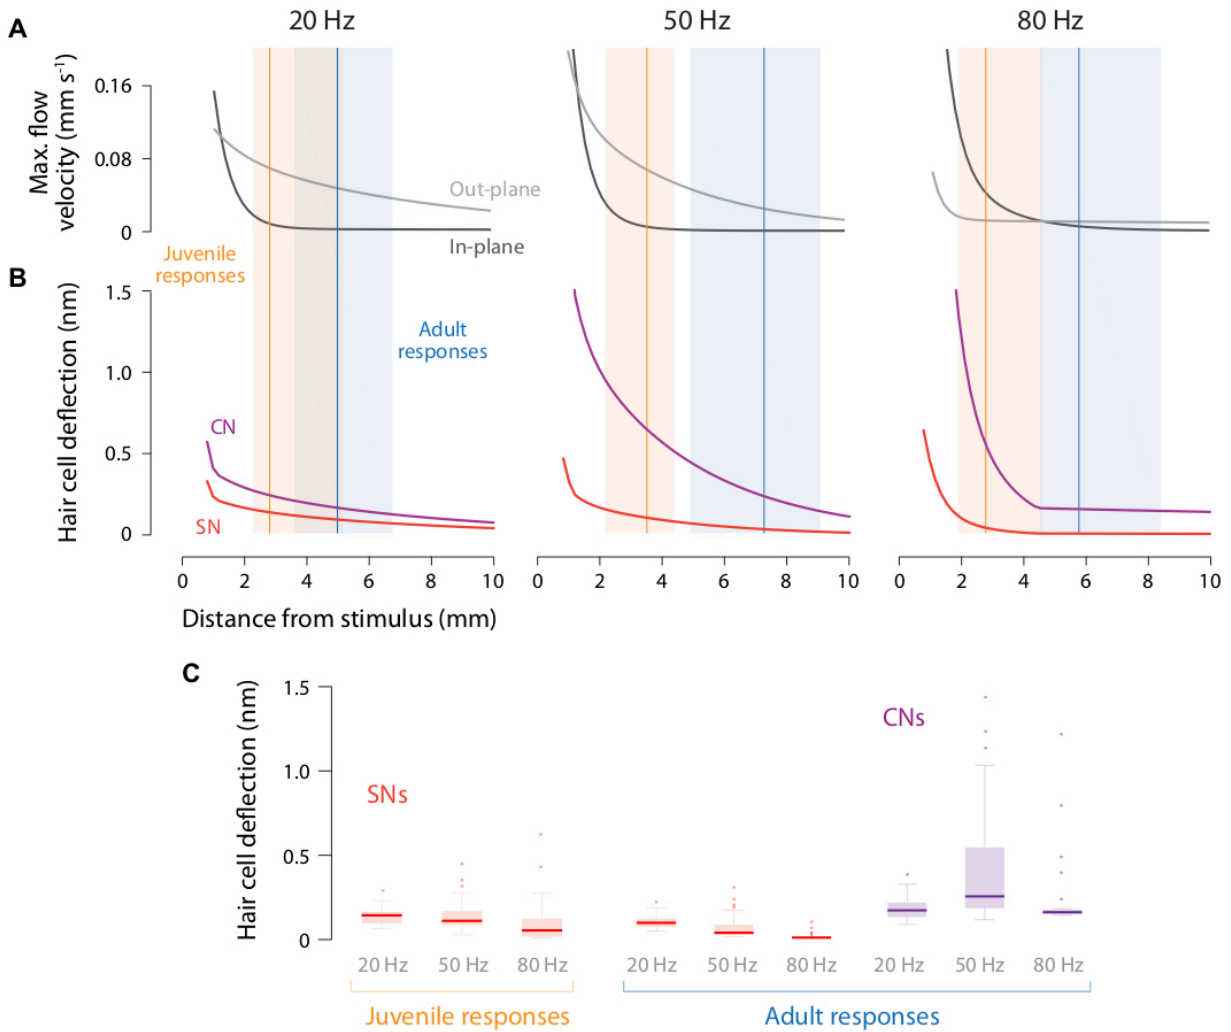 A
20 Hz
50 Hz
80 Hz
Max. flow
velocity (mm s⁻¹)
0.16
0.08
0
Out-plane
In-plane
Juvenile
responses
B
Hair cell deflection (nm)
1.5
1.0
0.5
0
Adult
responses
CN
SN
0 2 4 6 8 10
0 2 4 6 8 10
0 2 4 6 8 10
Distance from stimulus (mm)
C
Hair cell deflection (nm)
1.5
1.0
0.5
0
SNs
CNs
20 Hz 50 Hz 80 Hz
20 Hz 50 Hz 80 Hz
20 Hz 50 Hz 80 Hz
Juvenile responses
Adult responses